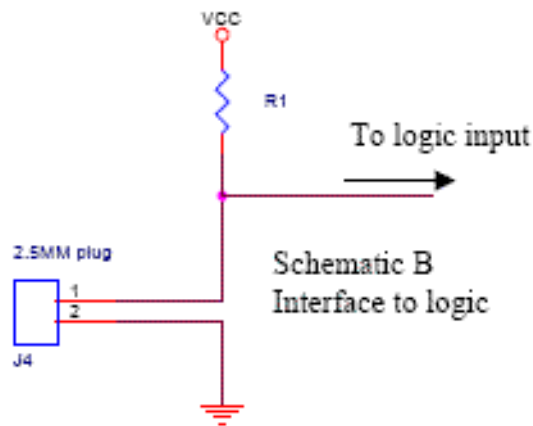 VCC
R1
To logic input
2.5MM plug
Schematic B
Interface to logic
1
2
J4